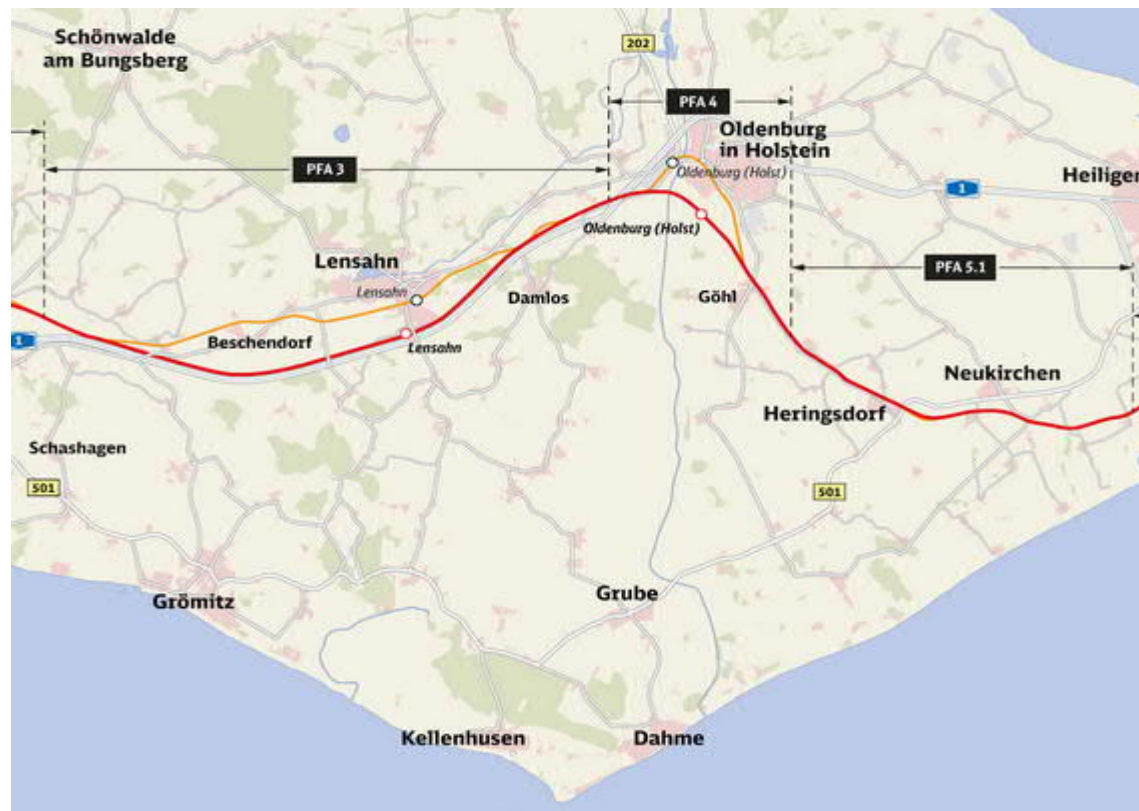 Schönwalde
am Bungsberg
202
PFA 4
Oldenburg
in Holstein
Oldenburg (Holst)
PFA 3
1
Heiligen
Oldenburg (Holst)
PFA 5.1
Lensahn
Lensahn
Damlos
Göhl
1
Beschendorf
Lensahn
Neukirchen
Heringsdorf
Schashagen
501
501
Grömitz
Grube
Kellenhusen
Dahme